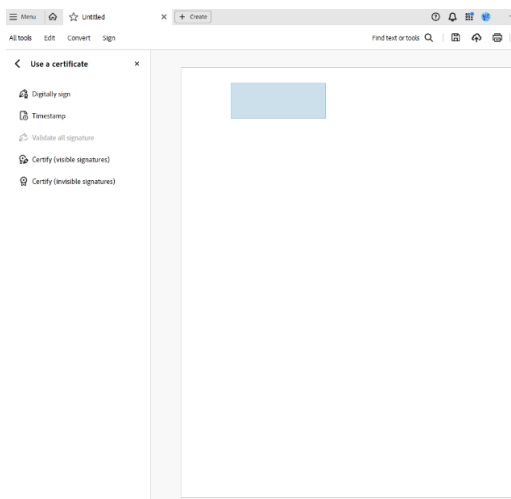 Menu Untitled × + Create
All tools Edit Convert Sign Find text or tools
Use a certificate ×
Digitally sign
Timestamp
Validate all signature
Certify (visible signatures)
Certify (invisible signatures)